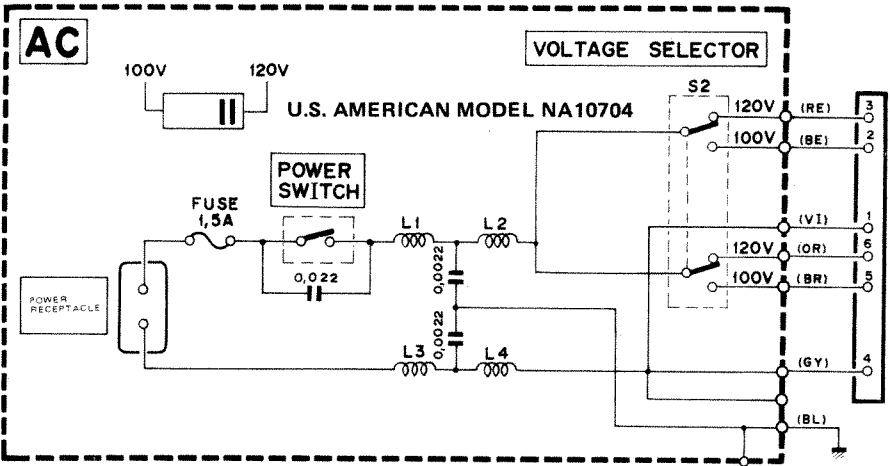 AC
VOLTAGE SELECTOR
100V 120V
U.S. AMERICAN MODEL NA10704
S2
120V (RE) 3
100V (BE) 2
POWER
SWITCH
FUSE
1,5A
L1 L2
(VI) 1
120V (OR) 6
100V (BR) 5
0,022
0,0022
POWER
RECEPTACLE
0,0022
L3 L4
(GY) 4
(BL)